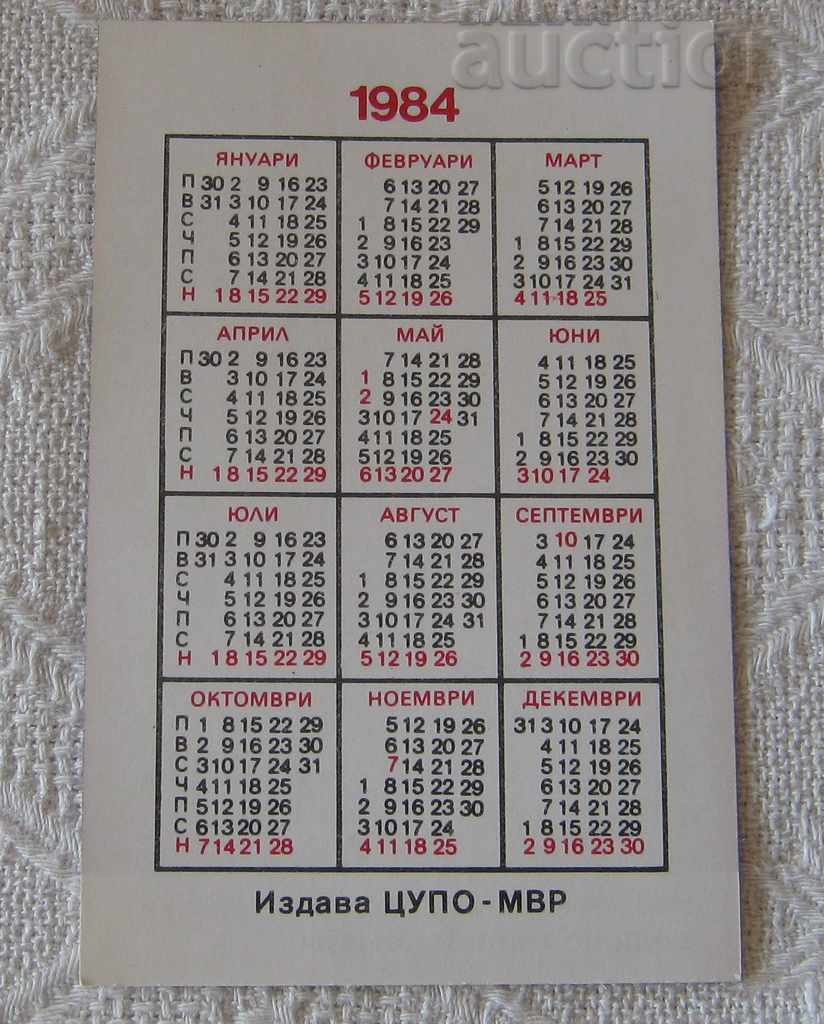 auction
1984
ЯНУАРИ ФЕВРУАРИ МАРТ
П 30 2 9 16 23 6 13 20 27 5 12 19 26
В 31 3 10 17 24 7 14 21 28 6 13 20 27
С 4 11 18 25 1 8 15 22 29 7 14 21 28
Ч 5 12 19 26 2 9 16 23 1 8 15 22 29
П 6 13 20 27 3 10 17 24 2 9 16 23 30
С 7 14 21 28 4 11 18 25 3 10 17 24 31
Н 1 8 15 22 29 5 12 19 26 4 11 18 25
АПРИЛ МАЙ ЮНИ
П 30 2 9 16 23 7 14 21 28 4 11 18 25
В 3 10 17 24 1 8 15 22 29 5 12 19 26
С 4 11 18 25 2 9 16 23 30 6 13 20 27
Ч 5 12 19 26 3 10 17 24 31 7 14 21 28
П 6 13 20 27 4 11 18 25 1 8 15 22 29
С 7 14 21 28 5 12 19 26 2 9 16 23 30
Н 1 8 15 22 29 6 13 20 27 3 10 17 24
ЮЛИ АВГУСТ СЕПТЕМВРИ
П 30 2 9 16 23 6 13 20 27 3 10 17 24
В 31 3 10 17 24 7 14 21 28 4 11 18 25
С 4 11 18 25 1 8 15 22 29 5 12 19 26
Ч 5 12 19 26 2 9 16 23 30 6 13 20 27
П 6 13 20 27 3 10 17 24 31 7 14 21 28
С 7 14 21 28 4 11 18 25 1 8 15 22 29
Н 1 8 15 22 29 5 12 19 26 2 9 16 23 30
ОКТОМВРИ НОЕМВРИ ДЕКЕМВРИ
П 1 8 15 22 29 5 12 19 26 31 3 10 17 24
В 2 9 16 23 30 6 13 20 27 4 11 18 25
С 3 10 17 24 31 7 14 21 28 5 12 19 26
Ч 4 11 18 25 1 8 15 22 29 6 13 20 27
П 5 12 19 26 2 9 16 23 30 7 14 21 28
С 6 13 20 27 3 10 17 24 1 8 15 22 29
Н 7 14 21 28 4 11 18 25 2 9 16 23 30
Издава ЦУПО - МВР